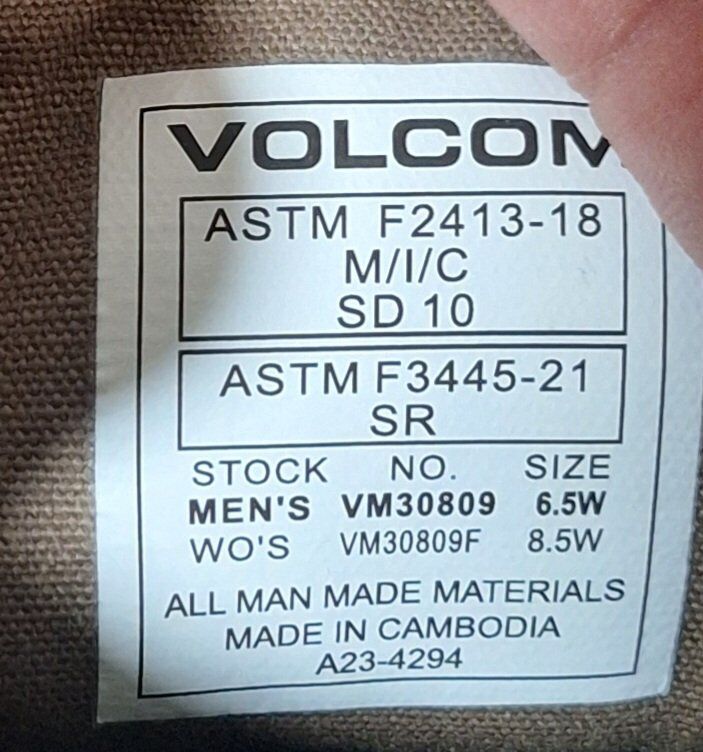 VOLCOM
ASTM F2413-18
M/I/C
SD 10
ASTM F3445-21
SR
STOCK NO. SIZE
MEN'S VM30809 6.5W
WO'S VM30809F 8.5W
ALL MAN MADE MATERIALS
MADE IN CAMBODIA
A23-4294